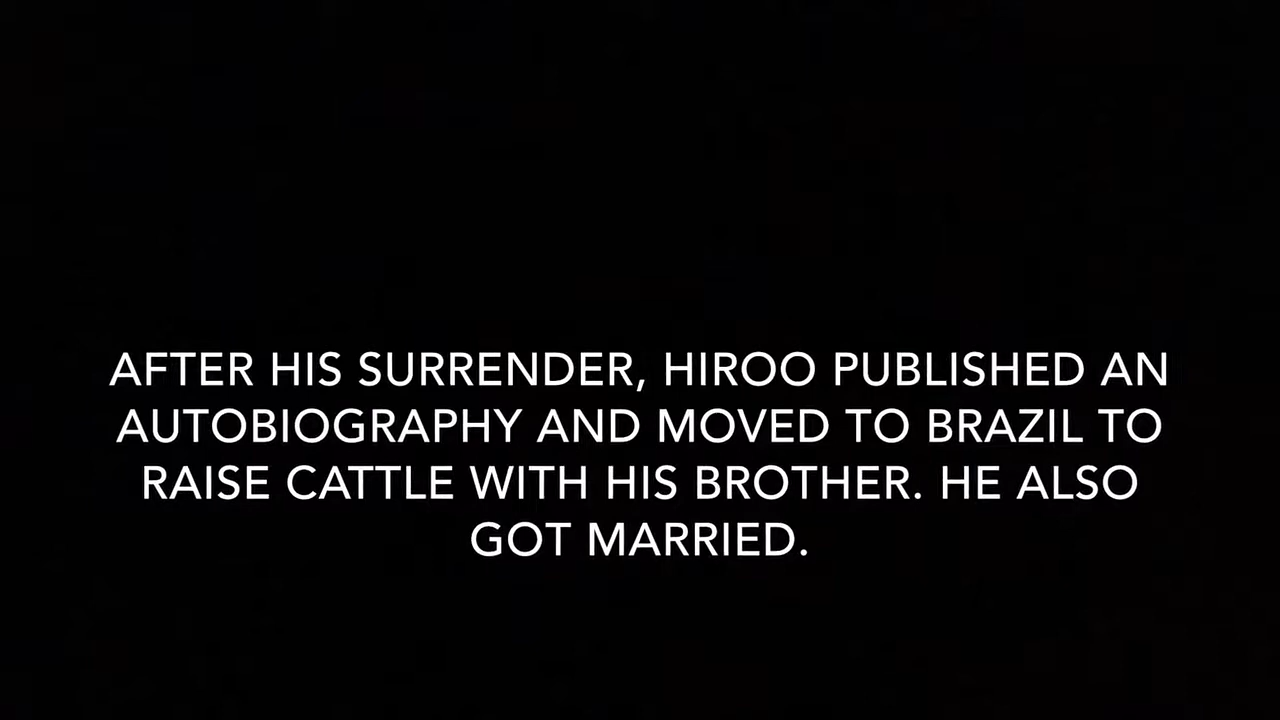 AFTER HIS SURRENDER, HIROO PUBLISHED AN
AUTOBIOGRAPHY AND MOVED TO BRAZIL TO
RAISE CATTLE WITH HIS BROTHER. HE ALSO
GOT MARRIED.